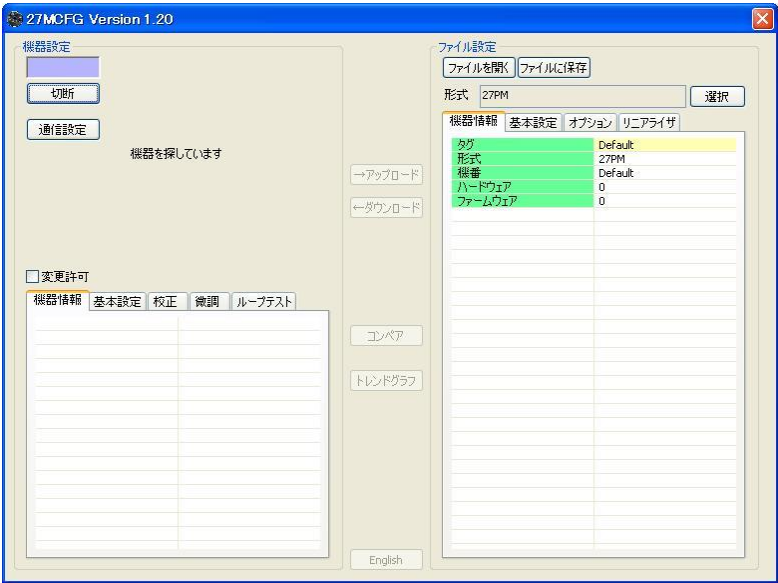 27MCFG Version 1.20
機器設定
切断
通信設定
機器を探しています
変更許可
機器情報 基本設定 校正 微調 ループテスト
→アップロード
←ダウンロード
コンペア
トレンドグラフ
English
ファイル設定
ファイルを開く ファイルに保存
形式 27PM 選択
機器情報 基本設定 オプション リニアライザ
タグ Default
形式 27PM
機番 Default
ハードウェア 0
ファームウェア 0